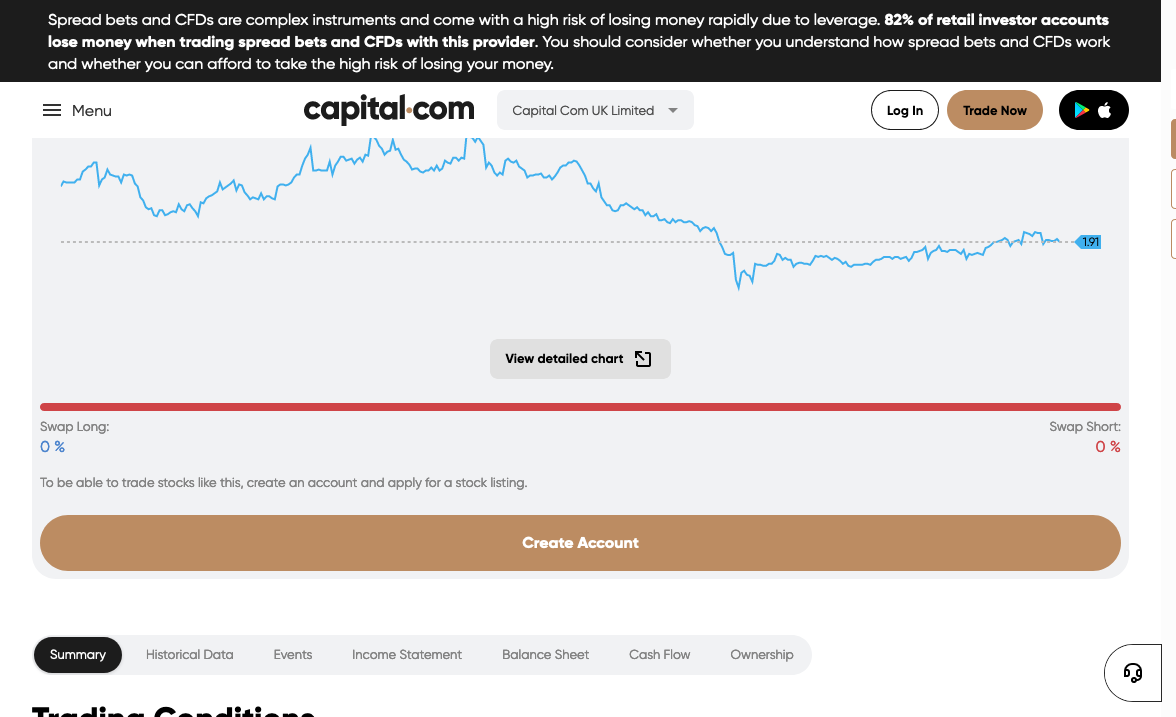 Spread bets and CFDs are complex instruments and come with a high risk of losing money rapidly due to leverage. 82% of retail investor accounts
lose money when trading spread bets and CFDs with this provider. You should consider whether you understand how spread bets and CFDs work
and whether you can afford to take the high risk of losing your money.
Menu
capital.com
Capital Com UK Limited
Log In
Trade Now
1.91
View detailed chart
Swap Long:
Swap Short:
0 %
0 %
To be able to trade stocks like this, create an account and apply for a stock listing.
Create Account
Summary
Historical Data
Events
Income Statement
Balance Sheet
Cash Flow
Ownership
Trading Conditions